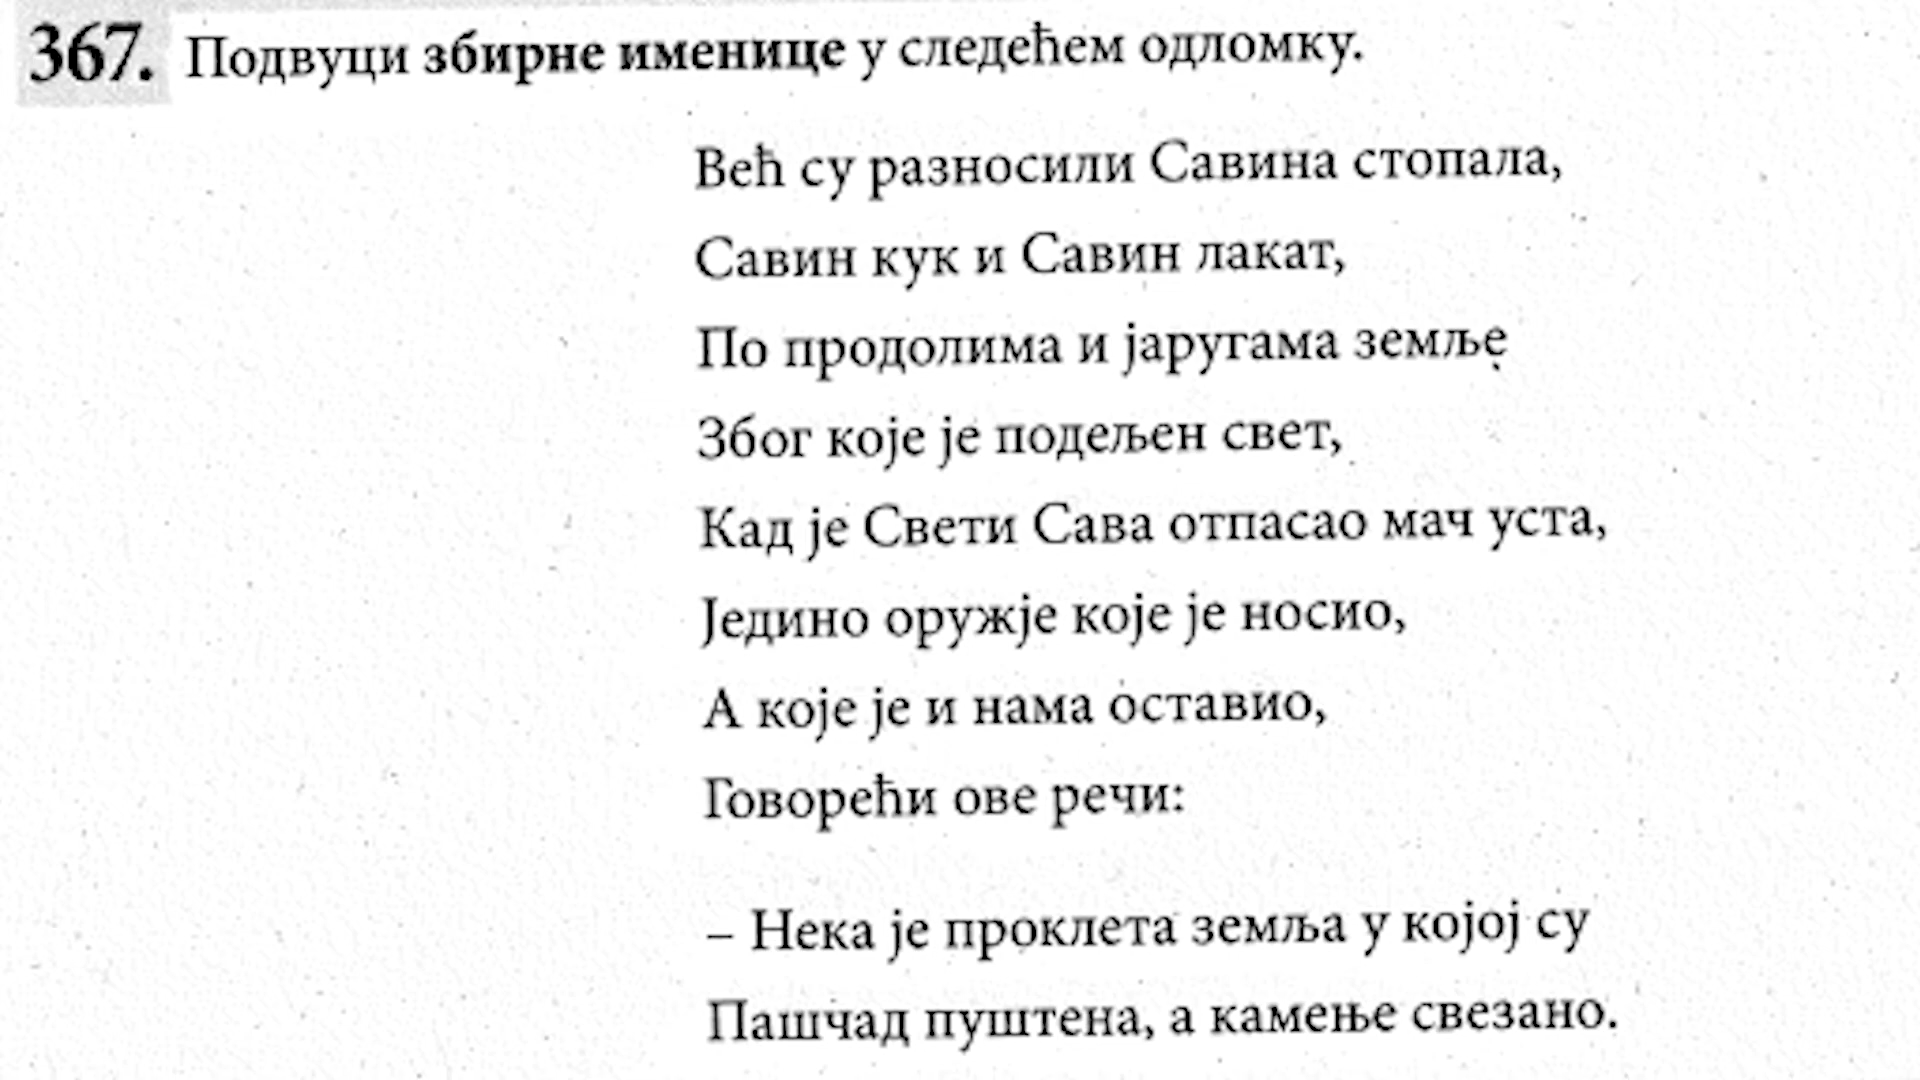 367. Подвуци збирне именице у следећем одломку.
Већ су разносили Савина стопала,
Савин кук и Савин лакат,
По продолима и јаругама земље
Због које је подељен свет,
Кад је Свети Сава отпасао мач уста,
Једино оружје које је носио,
А које је и нама оставио,
Говорећи ове речи:
– Нека је проклета земља у којој су
Пашчад пуштена, а камење свезано.